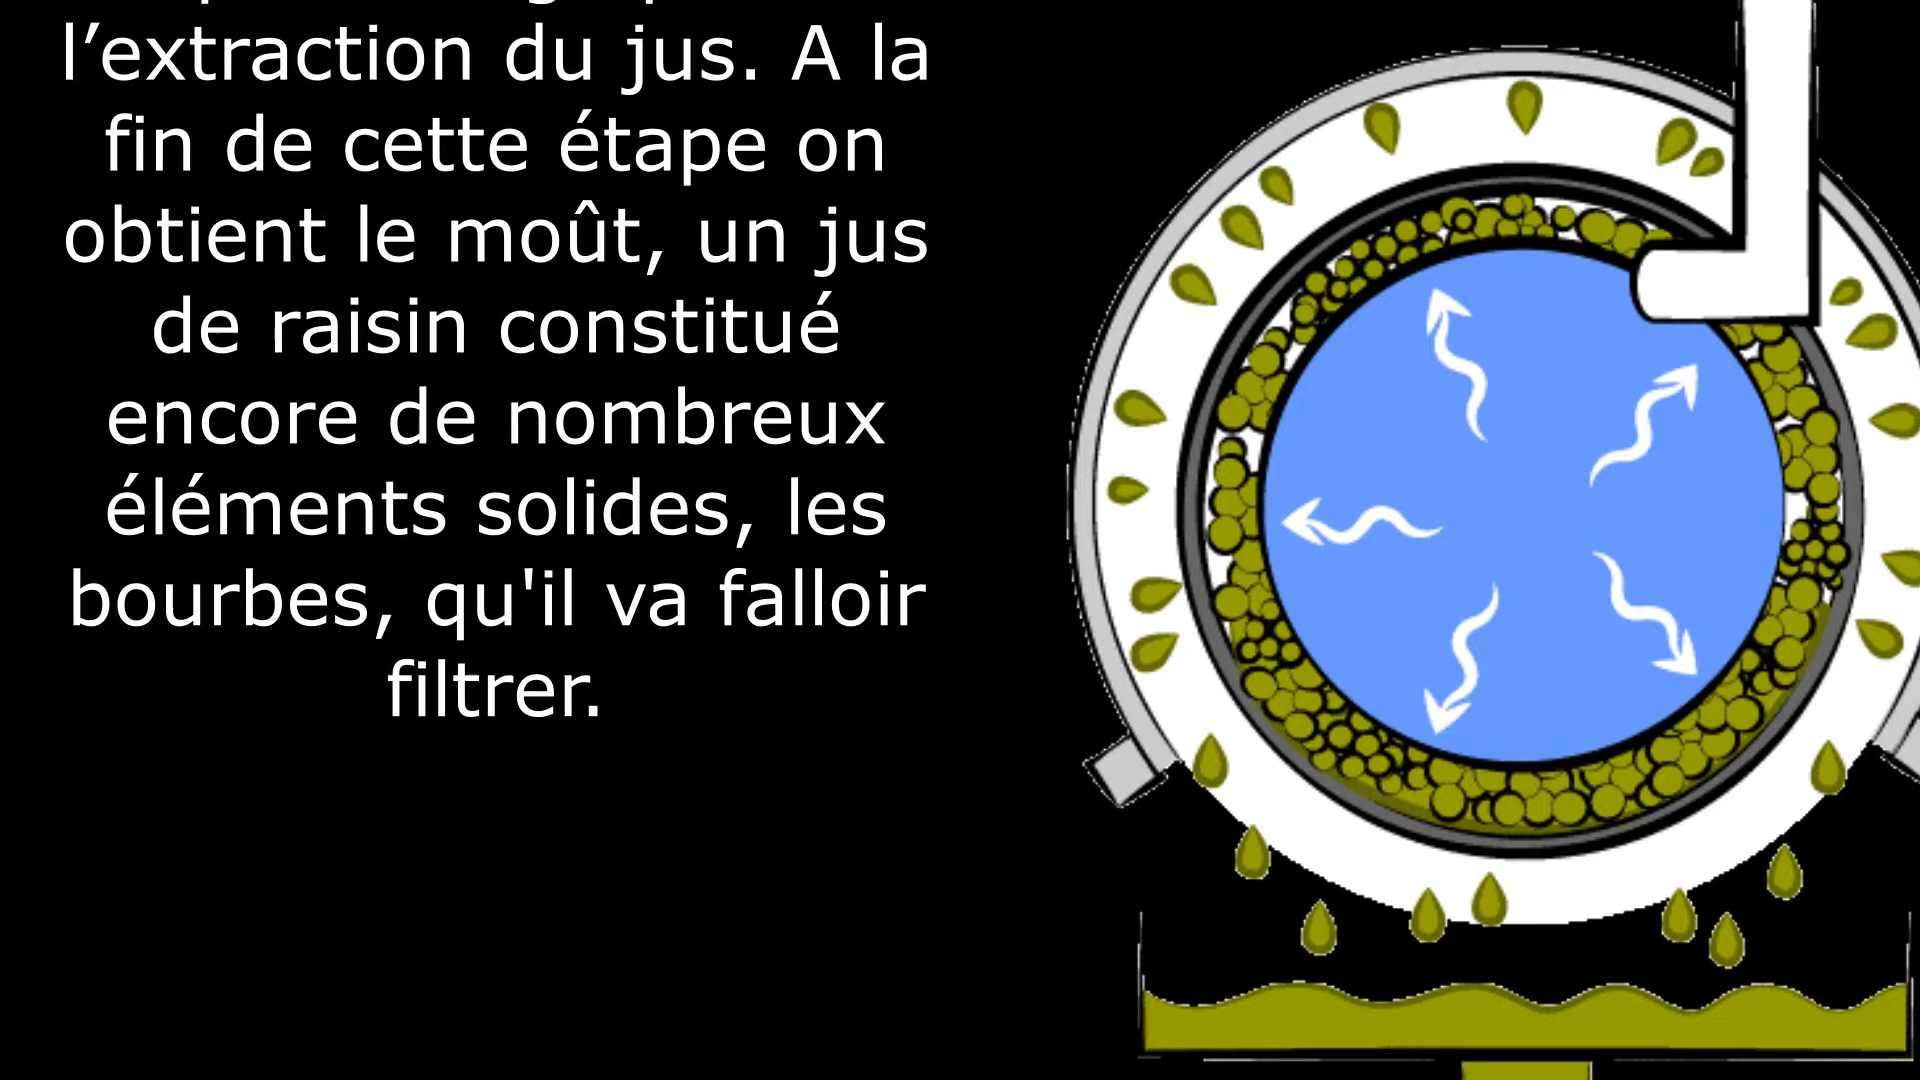 l’extraction du jus. A la
fin de cette étape on
obtient le moût, un jus
de raisin constitué
encore de nombreux
éléments solides, les
bourbes, qu'il va falloir
filtrer.